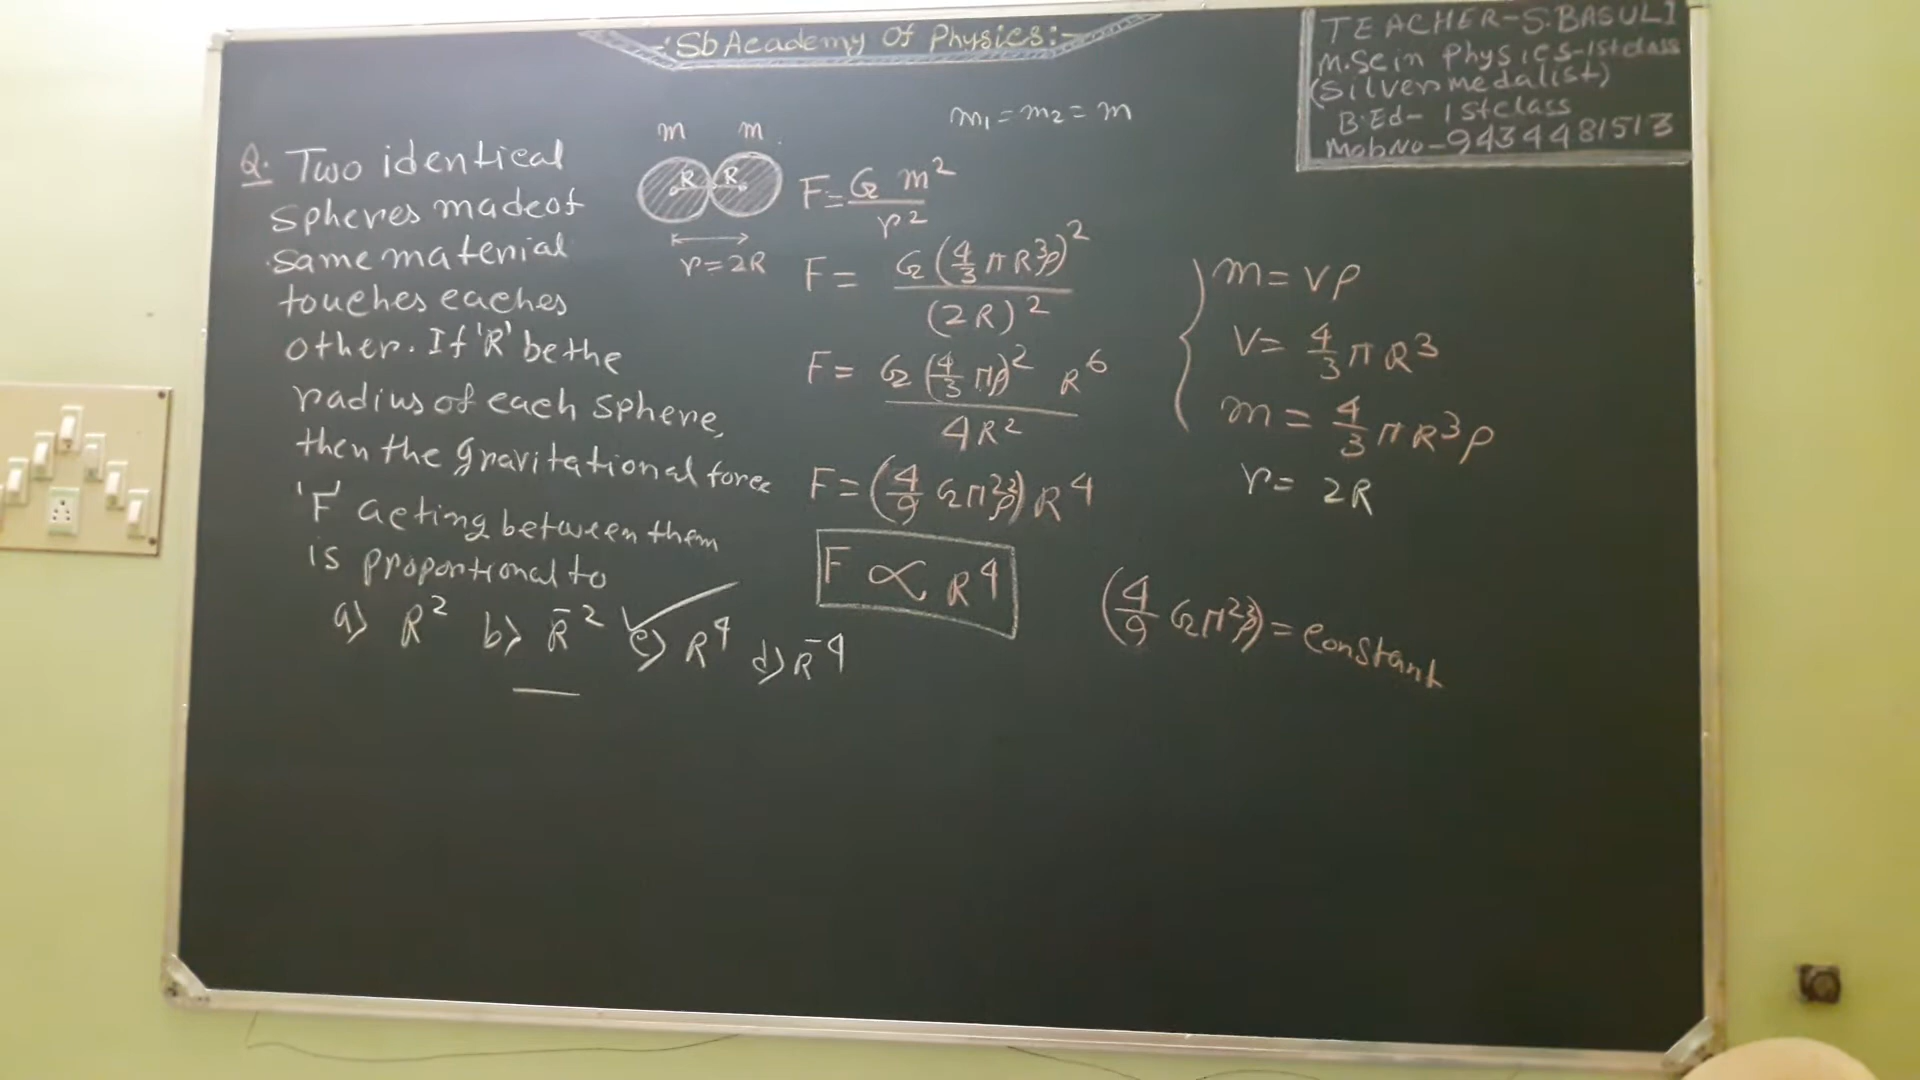 :Sb Academy Of Physics:-
TEACHER-S.BASULI
M.Sc in Physics-1st class
(Silver medalist)
B.Ed- 1st class
Mob No-9434481513
Q. Two identical
spheres made of
same material
touches eaches
other. If 'R' be the
radius of each sphere,
then the gravitational force
'F' acting between them
is proportional to
a) R² b) R⁻² c) R⁴ d) R⁻⁴
m m
R R
r=2R
m₁=m₂=m
F= G m² / r²
F= G(4/3 πR³ρ)² / (2R)²
F= G(4/3 πρ)² R⁶ / 4R²
F=(4/9 Gπ²ρ²)R⁴
F ∝ R⁴
m=Vρ
V= 4/3 πR³
m= 4/3 πR³ρ
r= 2R
(4/9 Gπ²ρ²)= constant